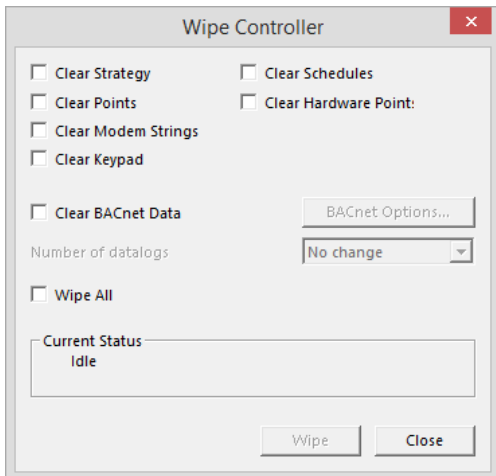 Wipe Controller
Clear Strategy
Clear Schedules
Clear Points
Clear Hardware Point:
Clear Modem Strings
Clear Keypad
Clear BACnet Data
BACnet Options...
Number of datalogs
No change
Wipe All
Current Status
Idle
Wipe
Close